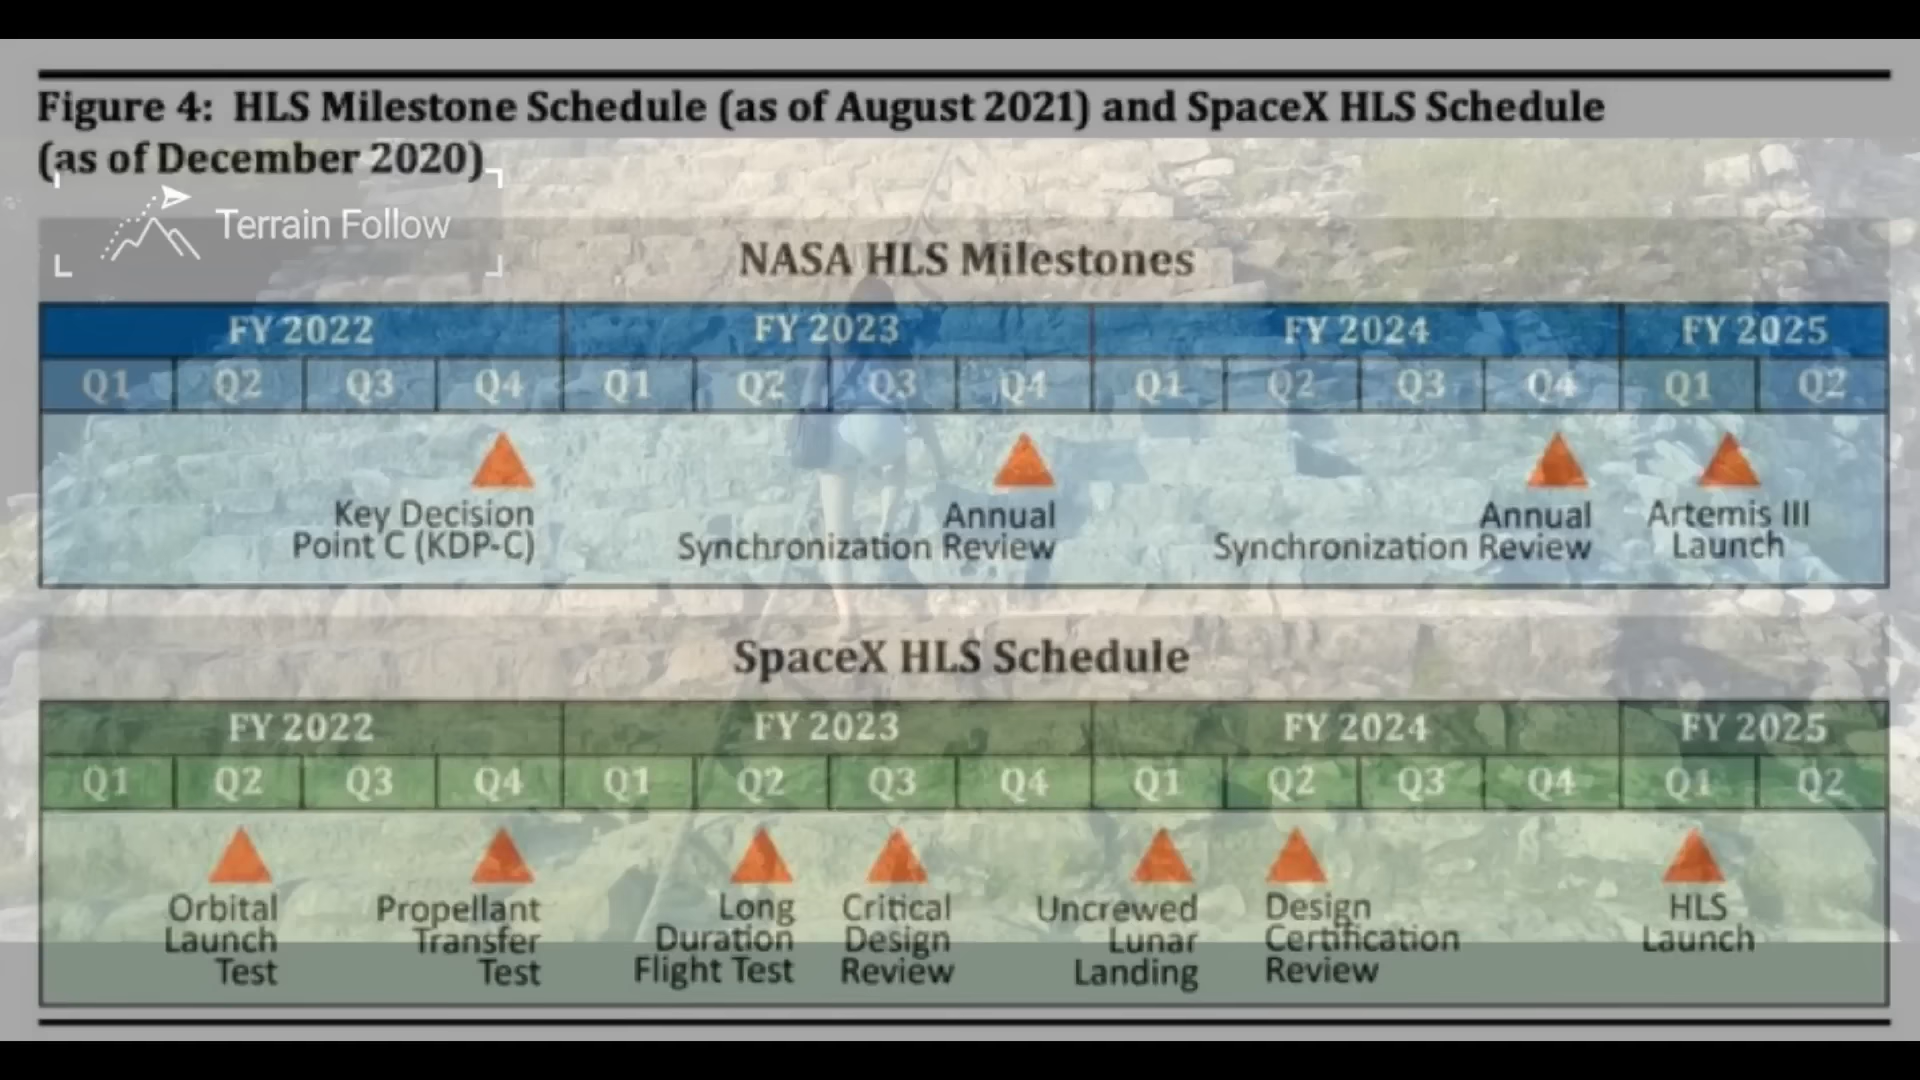 Figure 4: HLS Milestone Schedule (as of August 2021) and SpaceX HLS Schedule
(as of December 2020)
Terrain Follow
NASA HLS Milestones
FY 2022 FY 2023 FY 2024 FY 2025
Q1 Q2 Q3 Q4 Q1 Q2 Q3 Q4 Q1 Q2 Q3 Q4 Q1 Q2
Key Decision Annual Annual Artemis III
Point C (KDP-C) Synchronization Review Synchronization Review Launch
SpaceX HLS Schedule
FY 2022 FY 2023 FY 2024 FY 2025
Q1 Q2 Q3 Q4 Q1 Q2 Q3 Q4 Q1 Q2 Q3 Q4 Q1 Q2
Orbital Propellant Long Critical Uncrewed Design HLS
Launch Transfer Duration Design Lunar Certification Launch
Test Test Flight Test Review Landing Review